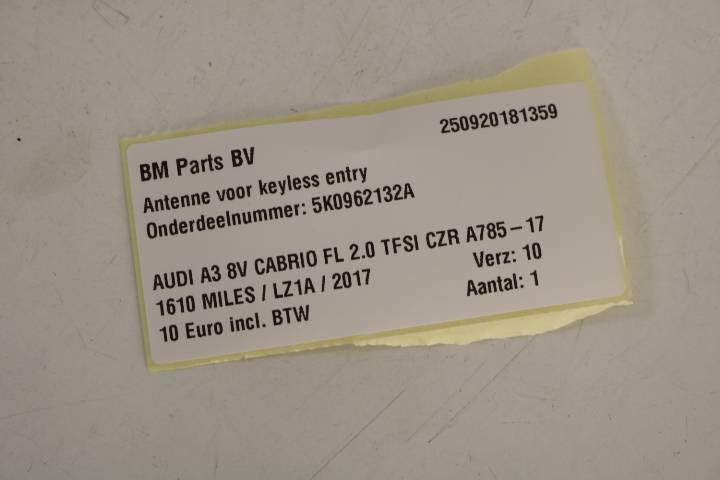 250920181359
BM Parts BV
Antenne voor keyless entry
Onderdeelnummer: 5K0962132A
AUDI A3 8V CABRIO FL 2.0 TFSI CZR A785-17
1610 MILES / LZ1A / 2017 Verz: 10
10 Euro incl. BTW Aantal: 1